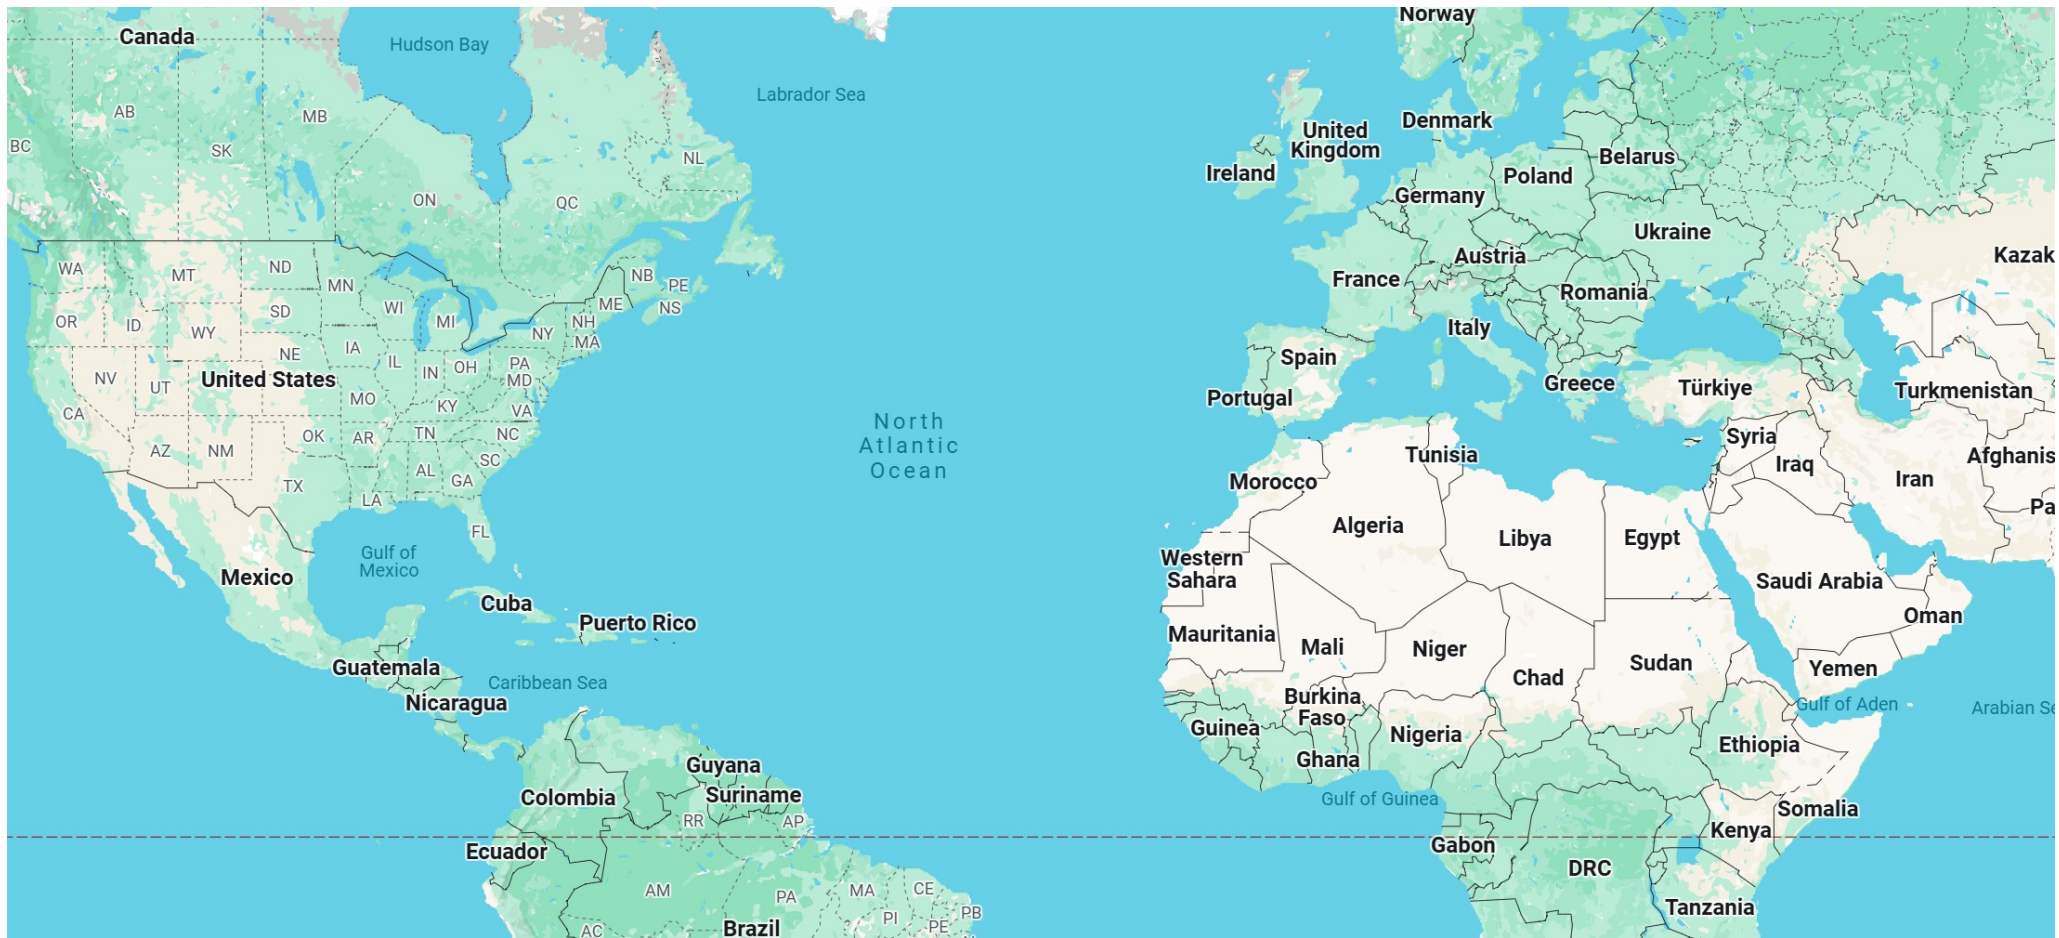 Canada
Hudson Bay
Labrador Sea
AB
MB
BC
SK
NL
ON
QC
WA
MT
ND
MN
NB
PE
ME
NS
OR
ID
WY
SD
WI
MI
NH
NY
MA
NE
IA
IL
IN
OH
PA
MD
NV
UT
United States
MO
KY
VA
CA
AZ
NM
OK
AR
TN
NC
SC
TX
AL
GA
LA
FL
Gulf of
Mexico
Mexico
Cuba
Puerto Rico
Guatemala
Caribbean Sea
Nicaragua
North
Atlantic
Ocean
Guyana
Colombia
Suriname
RR
AP
Ecuador
AM
PA
MA
CE
PI
PB
PE
AC
Brazil
Norway
Denmark
United
Kingdom
Ireland
Belarus
Poland
Germany
Ukraine
Austria
Kazak
France
Romania
Italy
Spain
Portugal
Greece
Türkiye
Turkmenistan
Syria
Tunisia
Iraq
Iran
Afghanis
Morocco
Pa
Algeria
Libya
Egypt
Western
Sahara
Saudi Arabia
Oman
Mauritania
Mali
Niger
Chad
Sudan
Yemen
Burkina
Faso
Gulf of Aden
Arabian Se
Guinea
Nigeria
Ethiopia
Ghana
Gulf of Guinea
Somalia
Kenya
Gabon
DRC
Tanzania